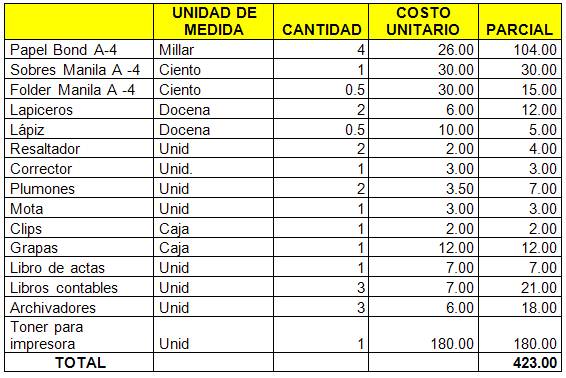 UNIDAD DE MEDIDA CANTIDAD COSTO UNITARIO PARCIAL
Papel Bond A-4 Millar 4 26.00 104.00
Sobres Manila A -4 Ciento 1 30.00 30.00
Folder Manila A -4 Ciento 0.5 30.00 15.00
Lapiceros Docena 2 6.00 12.00
Lápiz Docena 0.5 10.00 5.00
Resaltador Unid 2 2.00 4.00
Corrector Unid. 1 3.00 3.00
Plumones Unid 2 3.50 7.00
Mota Unid 1 3.00 3.00
Clips Caja 1 2.00 2.00
Grapas Caja 1 12.00 12.00
Libro de actas Unid 1 7.00 7.00
Libros contables Unid 3 7.00 21.00
Archivadores Unid 3 6.00 18.00
Toner para
impresora Unid 1 180.00 180.00
TOTAL 423.00